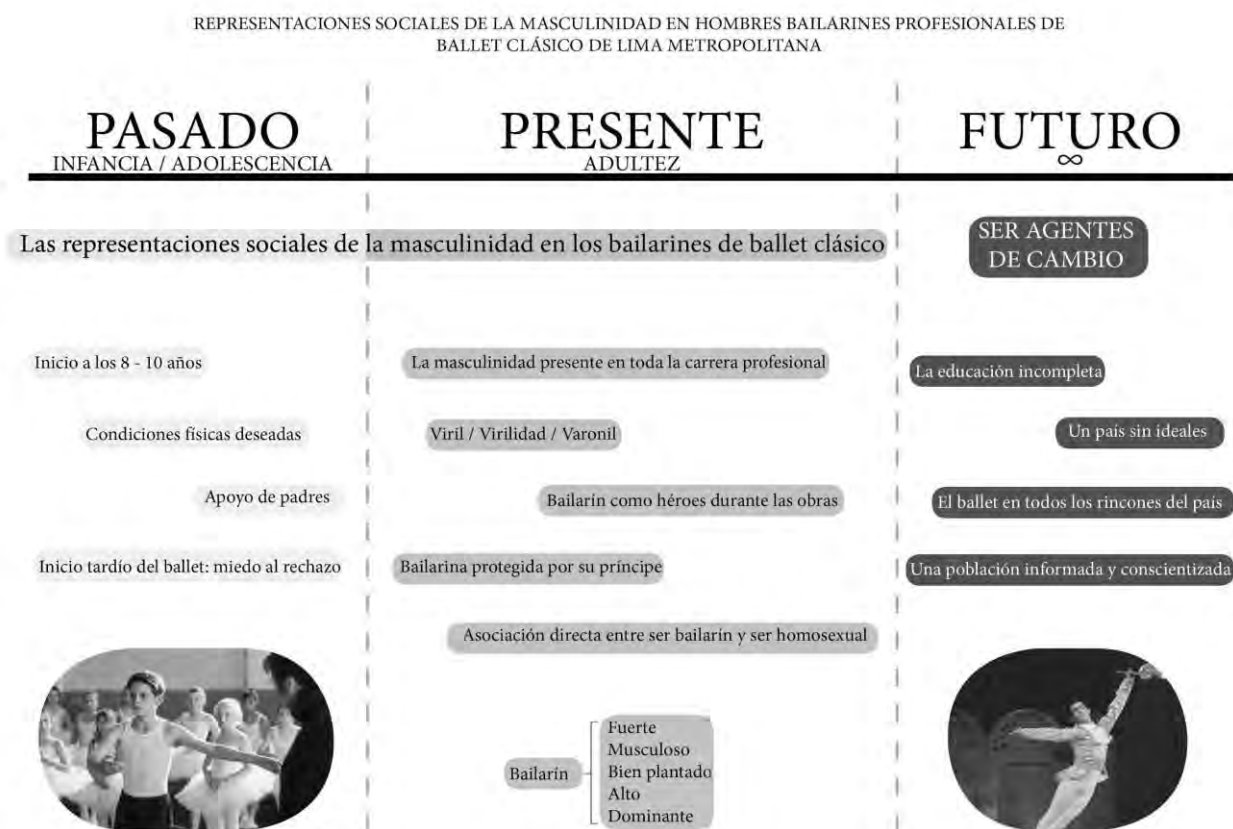 REPRESENTACIONES SOCIALES DE LA MASCULINIDAD EN HOMBRES BAILARINES PROFESIONALES DE
BALLET CLÁSICO DE LIMA METROPOLITANA
PASADO
INFANCIA / ADOLESCENCIA
PRESENTE
ADULTEZ
FUTURO
∞
Las representaciones sociales de la masculinidad en los bailarines de ballet clásico
SER AGENTES
DE CAMBIO
Inicio a los 8 - 10 años
Condiciones físicas deseadas
Apoyo de padres
Inicio tardío del ballet: miedo al rechazo
La masculinidad presente en toda la carrera profesional
Viril / Virilidad / Varonil
Bailarín como héroes durante las obras
Bailarina protegida por su príncipe
Asociación directa entre ser bailarín y ser homosexual
Bailarín
Fuerte
Musculoso
Bien plantado
Alto
Dominante
La educación incompleta
Un país sin ideales
El ballet en todos los rincones del país
Una población informada y conscientizada